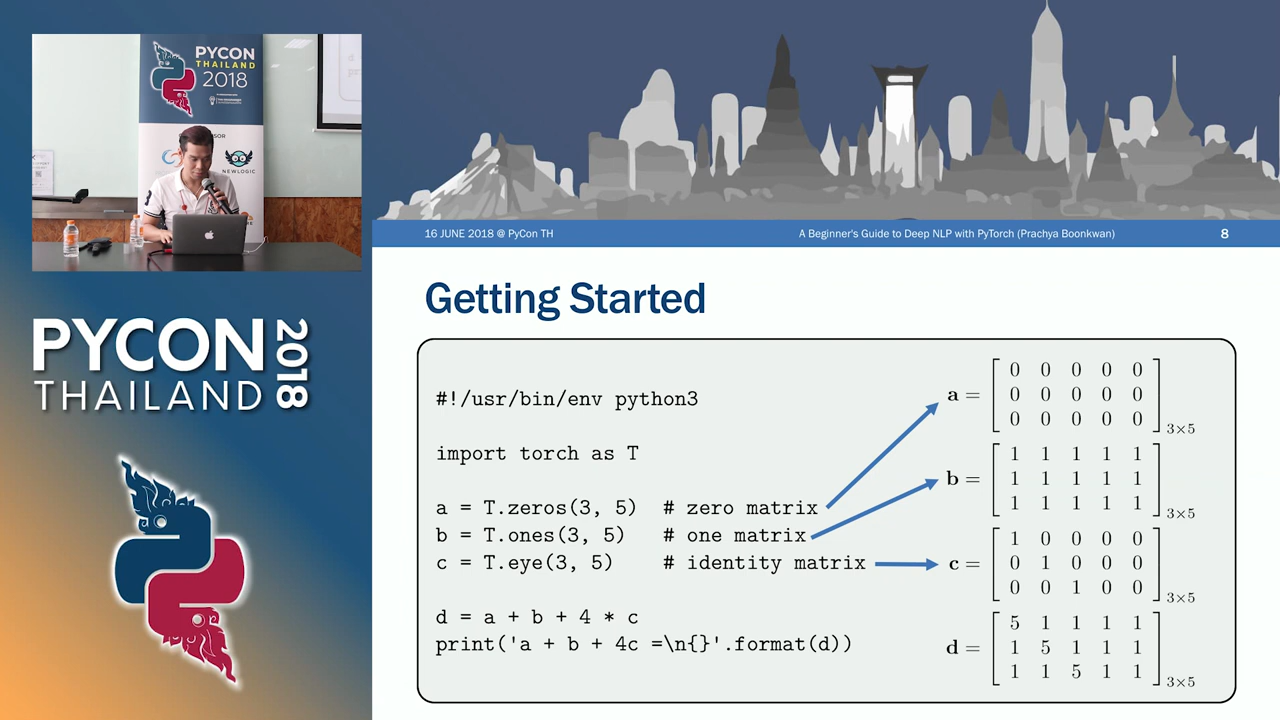 PYCON
THAILAND
2018
NEWLOGIC
PYCON
THAILAND
2018
16 JUNE 2018 @ PyCon TH
A Beginner's Guide to Deep NLP with PyTorch (Prachya Boonkwan)
8
Getting Started
#!/usr/bin/env python3
import torch as T
a = T.zeros(3, 5) # zero matrix
b = T.ones(3, 5) # one matrix
c = T.eye(3, 5) # identity matrix
d = a + b + 4 * c
print('a + b + 4c =\n{}'.format(d))
a =
0 0 0 0 0
0 0 0 0 0
0 0 0 0 0
3×5
b =
1 1 1 1 1
1 1 1 1 1
1 1 1 1 1
3×5
c =
1 0 0 0 0
0 1 0 0 0
0 0 1 0 0
3×5
d =
5 1 1 1 1
1 5 1 1 1
1 1 5 1 1
3×5